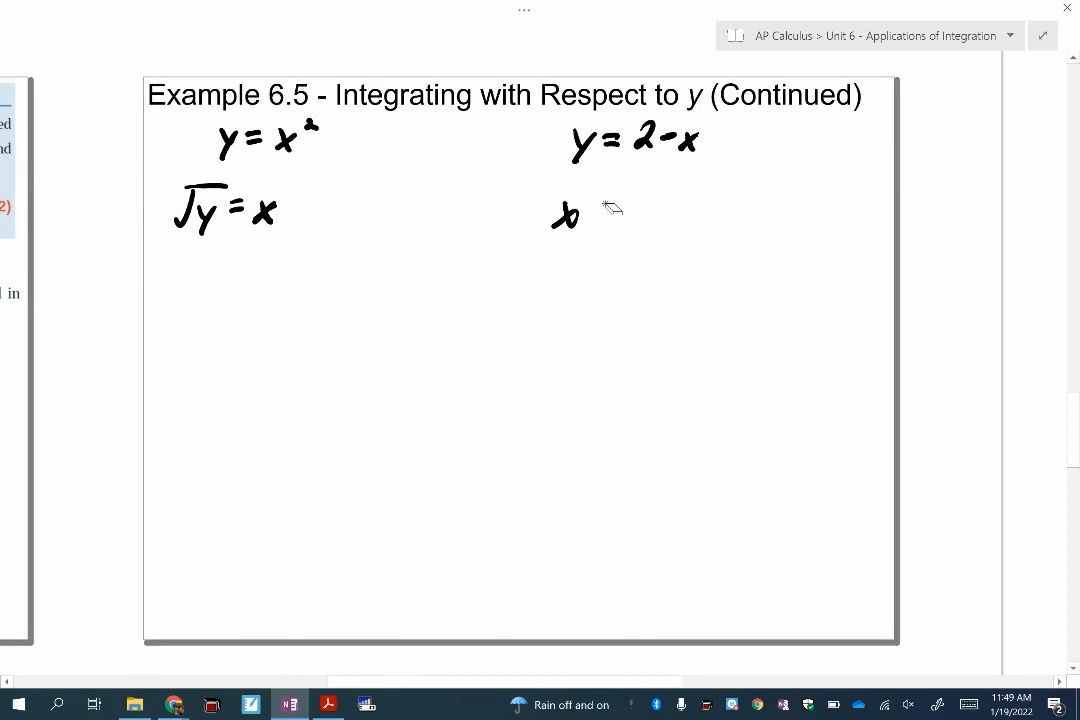 ...
AP Calculus > Unit 6 - Applications of Integration
ed
nd
2)
d in
Example 6.5 - Integrating with Respect to y (Continued)
y = x² y = 2-x
√y = x x
Rain off and on
11:49 AM
1/19/2022
2